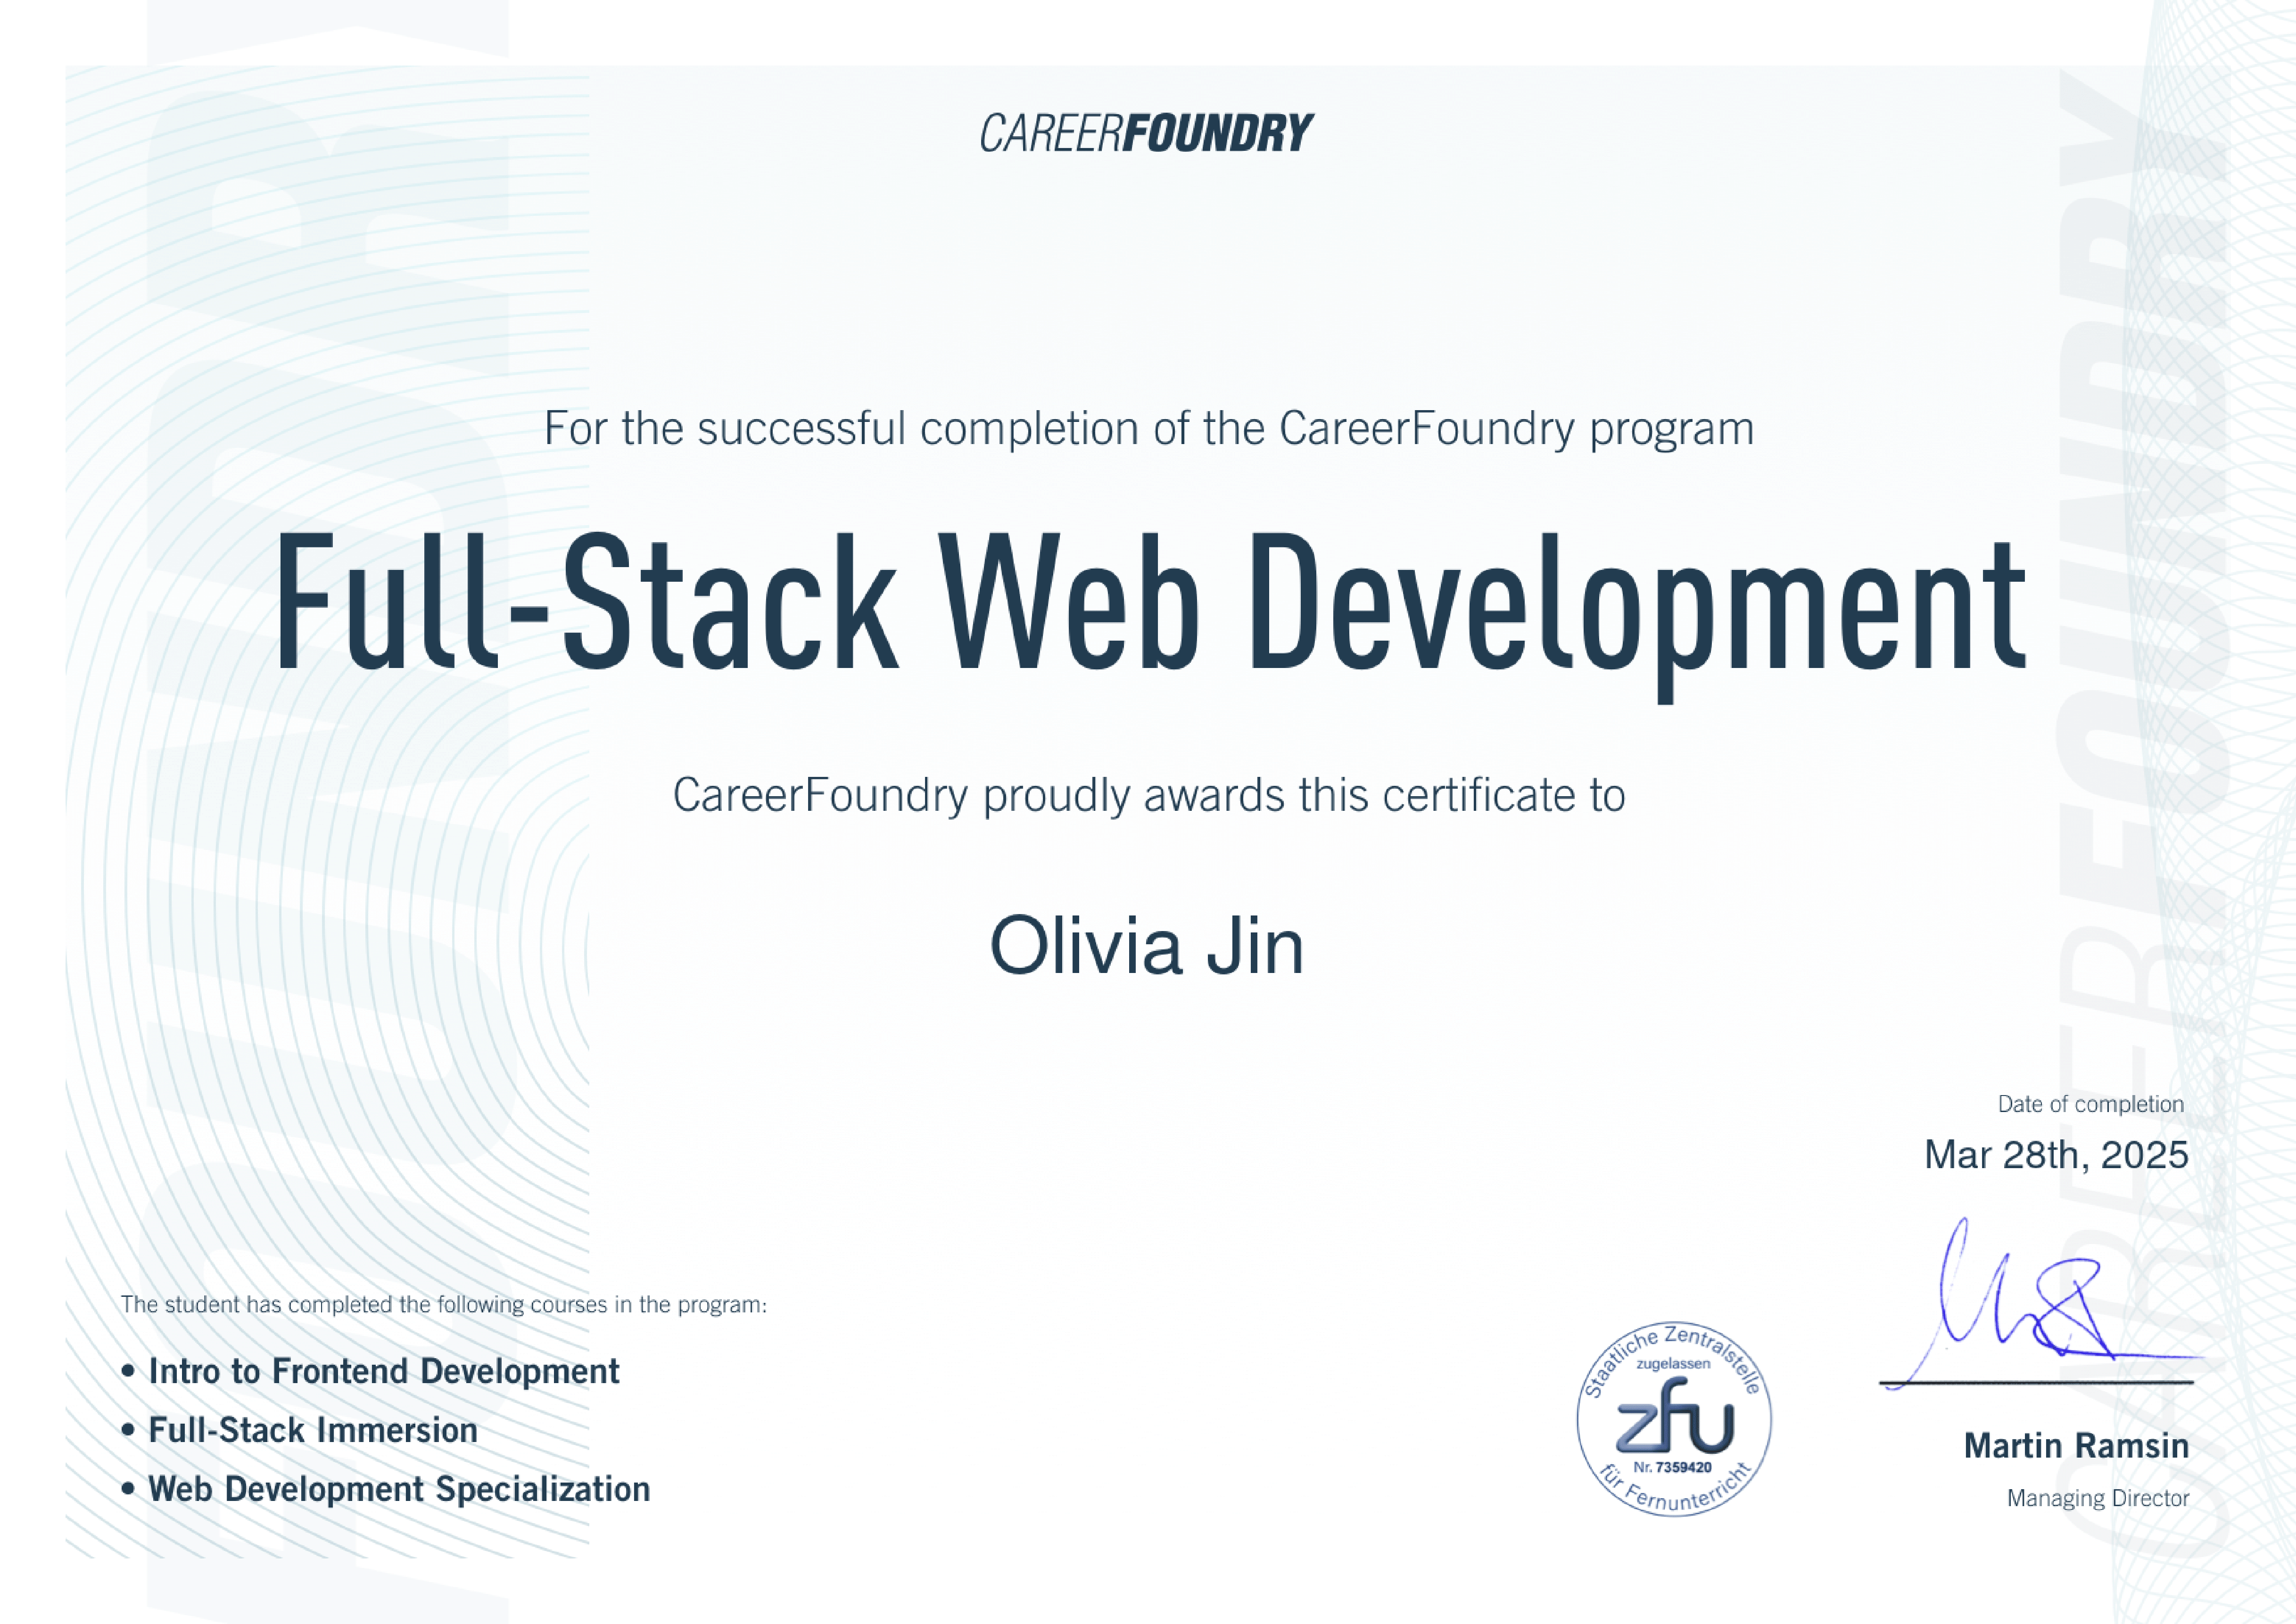 CAREERFOUNDRY
For the successful completion of the CareerFoundry program
Full-Stack Web Development
CareerFoundry proudly awards this certificate to
Olivia Jin
Date of completion
Mar 28th, 2025
The student has completed the following courses in the program:
• Intro to Frontend Development
• Full-Stack Immersion
• Web Development Specialization
Staatliche Zentralstelle
zugelassen
zfu
Nr. 7359420
für Fernunterricht
Martin Ramsin
Managing Director
CAREERFOUNDRY